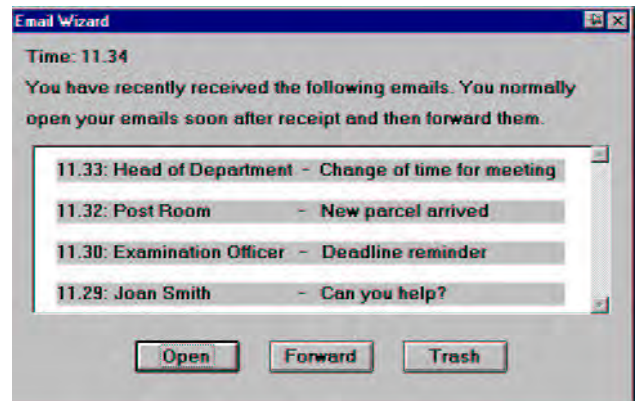 Email Wizard
Time: 11.34
You have recently received the following emails. You normally
open your emails soon after receipt and then forward them.
11.33: Head of Department - Change of time for meeting
11.32: Post Room - New parcel arrived
11.30: Examination Officer - Deadline reminder
11.29: Joan Smith - Can you help?
Open Forward Trash